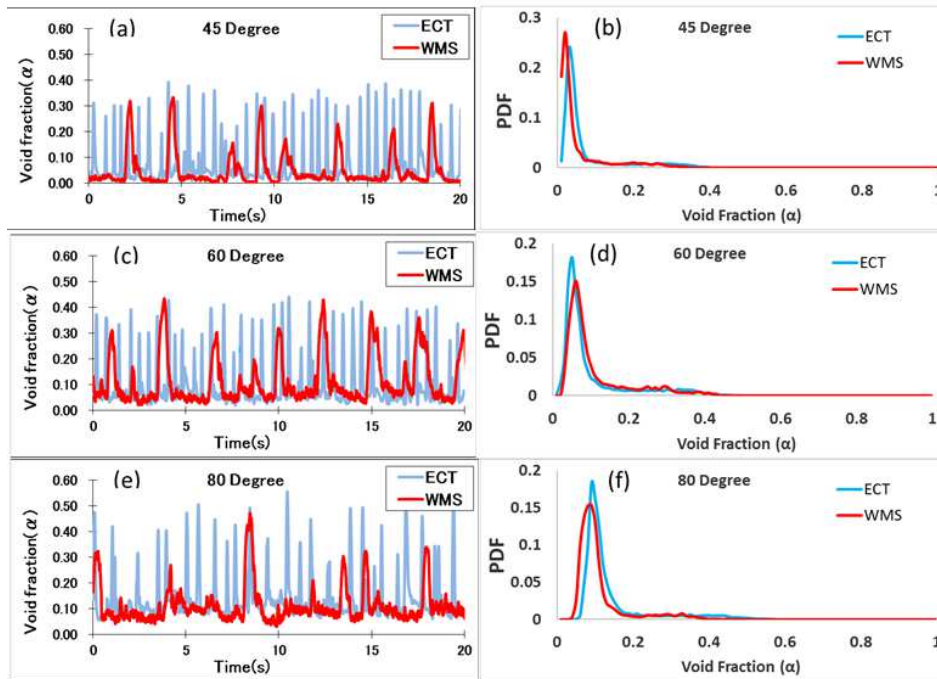 (a)
45 Degree
ECT
WMS
Void fraction(α)
0.60
0.50
0.40
0.30
0.20
0.10
0.00
0 5 10 15 20
Time(s)
(b)
45 Degree
ECT
WMS
PDF
0.3
0.2
0.1
0
0 0.2 0.4 0.6 0.8 1
Void Fraction (α)
(c)
60 Degree
ECT
WMS
Void fraction(α)
0.60
0.50
0.40
0.30
0.20
0.10
0.00
0 5 10 15 20
Time(s)
(d)
60 Degree
ECT
WMS
PDF
0.2
0.15
0.1
0.05
0
0 0.2 0.4 0.6 0.8 1
Void Fraction (α)
(e)
80 Degree
ECT
WMS
Void fraction(α)
0.60
0.50
0.40
0.30
0.20
0.10
0.00
0 5 10 15 20
Time(s)
(f)
80 Degree
ECT
WMS
PDF
0.2
0.15
0.1
0.05
0
0 0.2 0.4 0.6 0.8 1
Void Fraction (α)